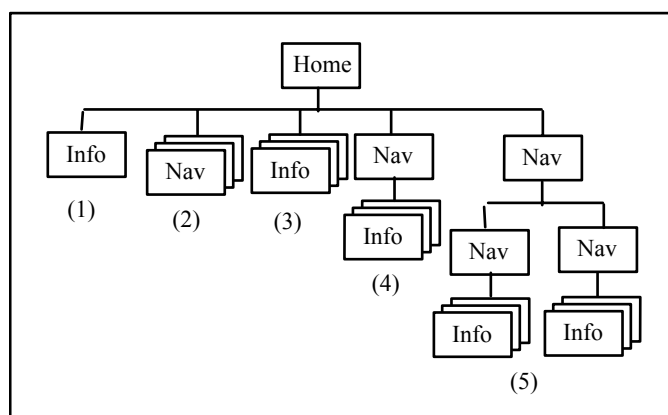 Home
Info
Nav
Info
Nav
Nav
(1)
(2)
(3)
Info
Nav
Nav
(4)
Info
Info
(5)